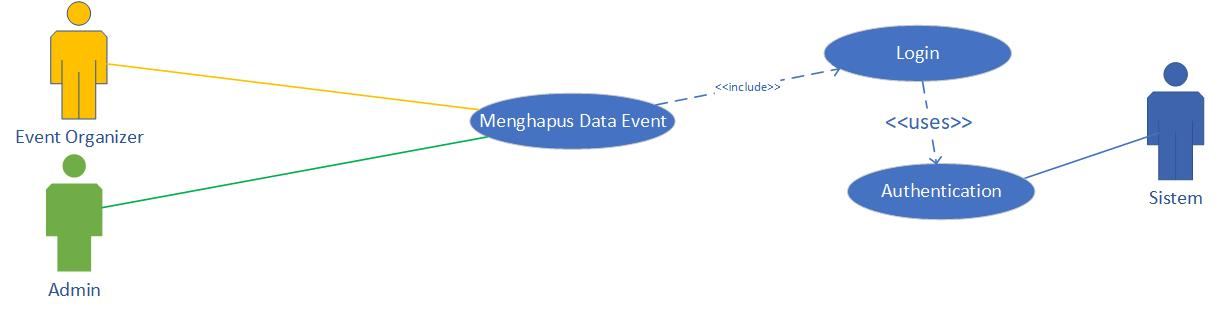 Event Organizer
Admin
Menghapus Data Event
<<include>>
Login
<<uses>>
Authentication
Sistem